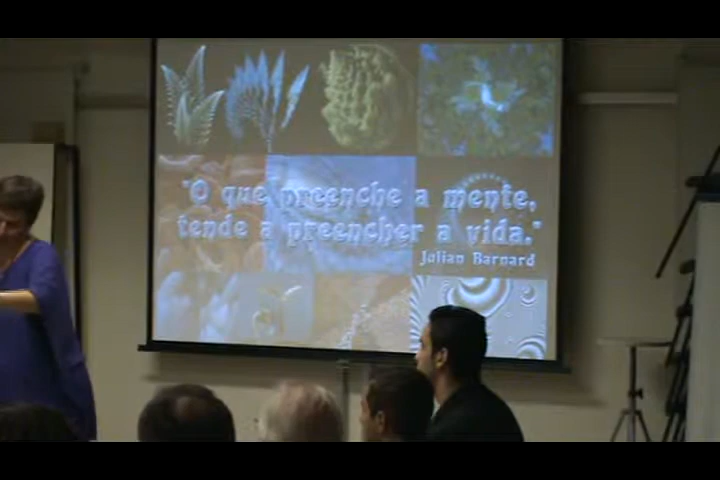 "O que preenche a mente,
tende a preencher a vida."
Julian Barnard